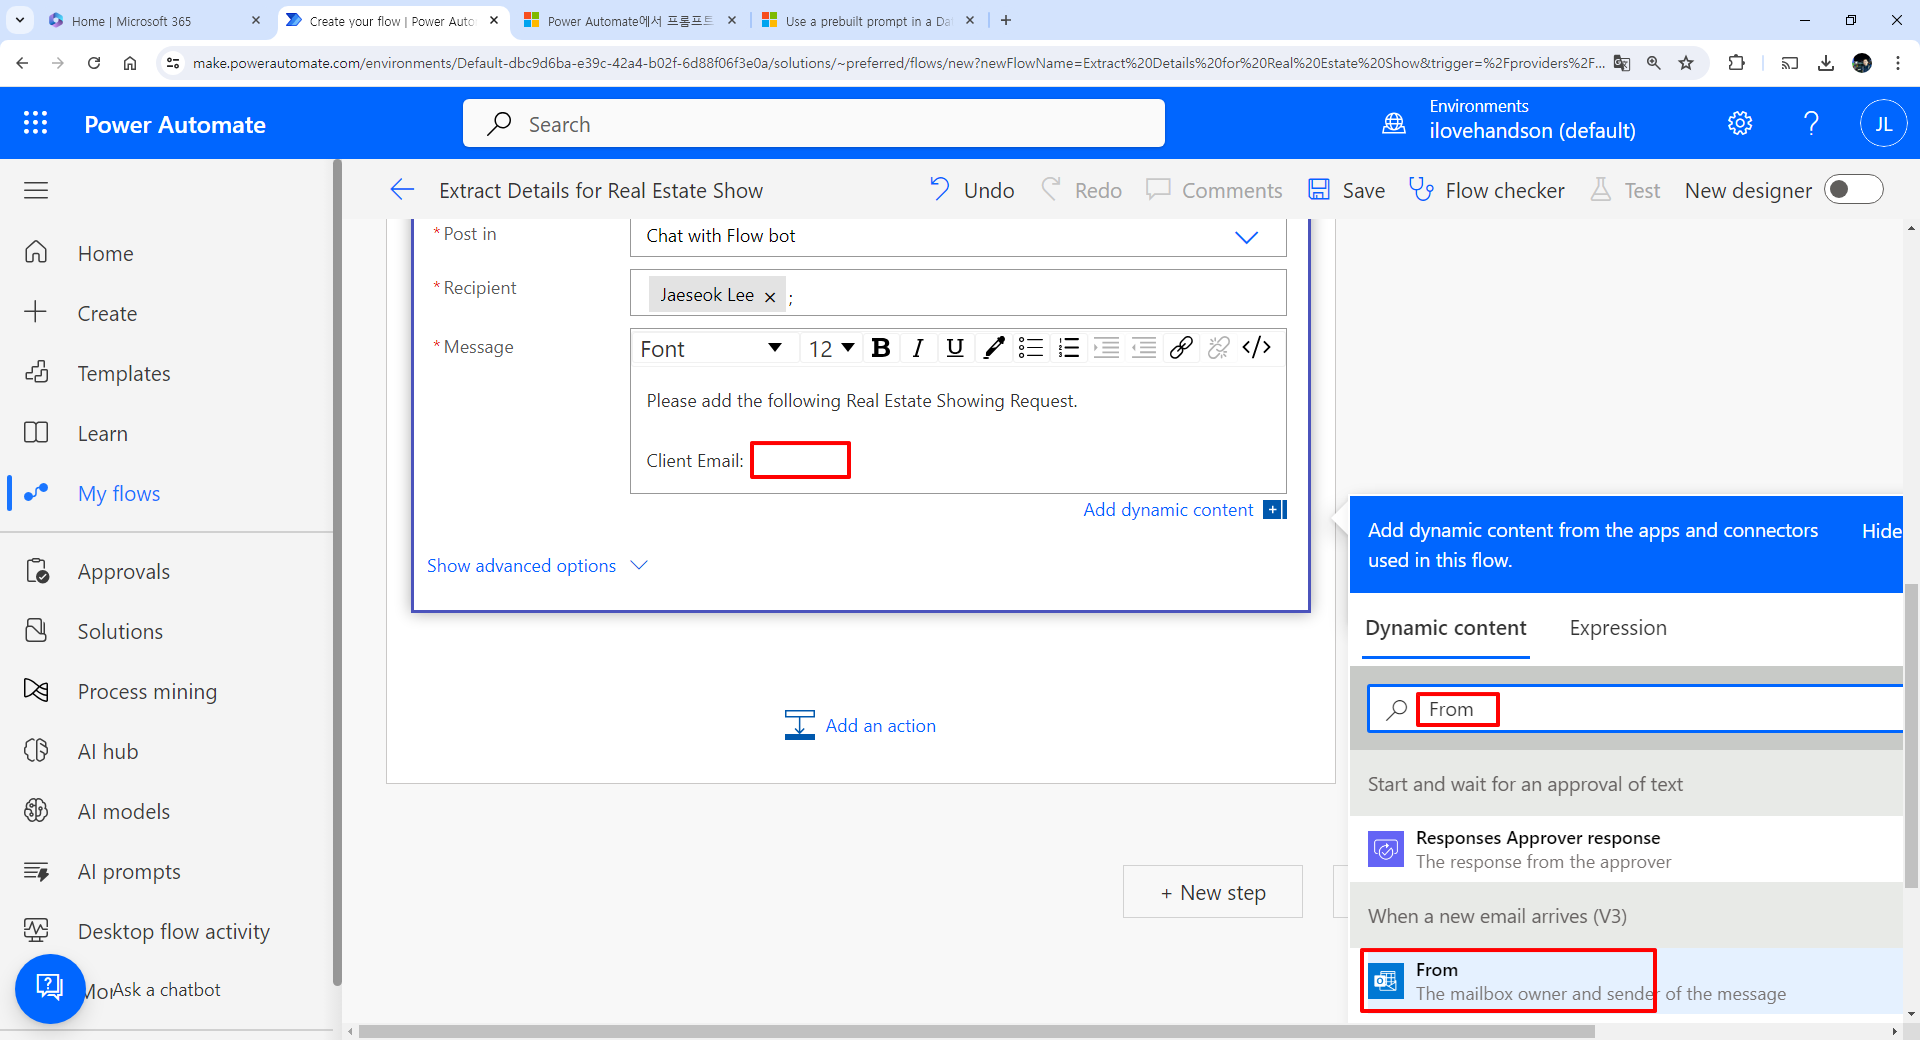 Home | Microsoft 365
Create your flow | Power Auto
Power Automate에서 프롬프트
Use a prebuilt prompt in a Da
make.powerautomate.com/environments/Default-dbc9d6ba-e39c-42a4-b02f-6d88f06f3e0a/solutions/~preferred/flows/new?newFlowName=Extract%20Details%20for%20Real%20Estate%20Show&trigger=%2Fproviders%2F...
Power Automate
Search
Environments
ilovehandson (default)
JL
Extract Details for Real Estate Show
Undo
Redo
Comments
Save
Flow checker
Test
New designer
Home
Create
Templates
Learn
My flows
Approvals
Solutions
Process mining
AI hub
AI models
AI prompts
Desktop flow activity
Mor
Ask a chatbot
* Post in
Chat with Flow bot
* Recipient
Jaeseok Lee × ;
* Message
Font
12
B I U
</>
Please add the following Real Estate Showing Request.
Client Email:
Add dynamic content
Show advanced options
Add an action
+ New step
Add dynamic content from the apps and connectors
used in this flow.
Hide
Dynamic content
Expression
From
Start and wait for an approval of text
Responses Approver response
The response from the approver
When a new email arrives (V3)
From
The mailbox owner and sender of the message